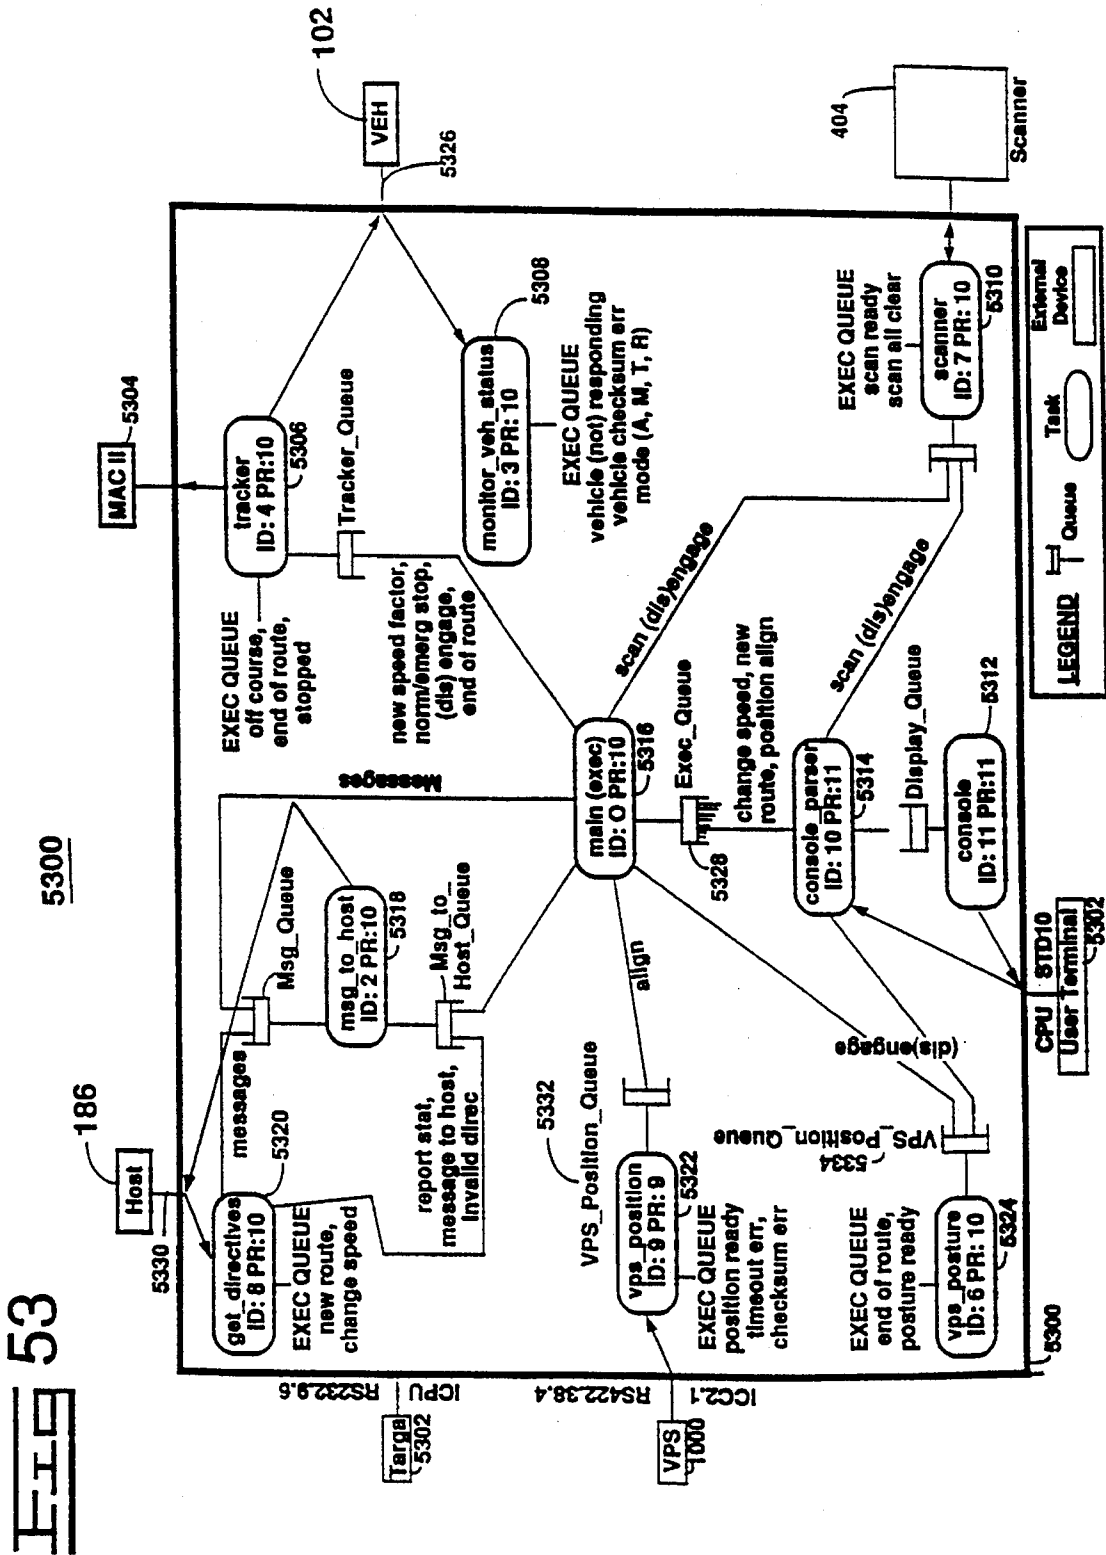 FIG 53
5300
Host
186
5330
MAC II
5304
VEH
102
5326
get_directives
ID: 8 PR:10
5320
EXEC QUEUE
new route,
change speed
messages
Msg_Queue
msg_to_host
ID: 2 PR:10
5318
Msg_to_
Host_Queue
report stat,
message to host,
Invalid direc
Messages
EXEC QUEUE
off course,
end of route,
stopped
tracker
ID: 4 PR:10
5306
Tracker_Queue
new speed factor,
norm/emerg stop,
(dis) engage,
end of route
monitor_veh_status
ID: 3 PR: 10
5308
EXEC QUEUE
vehicle (not) responding
vehicle checksum err
mode (A, M, T, R)
RS232.9.6
ICPU
Targa
5302
RS422.38.4
ICC2.1
VPS
1000
VPS_Position_Queue
5332
vps_position
ID: 9 PR: 9
5322
EXEC QUEUE
position ready
timeout err,
checksum err
align
main (exec)
ID: O PR:10
5316
Exec_Queue
5328
change speed, new
route, position align
scan (dis)engage
scan (dis)engage
EXEC QUEUE
scan ready
scan all clear
scanner
ID: 7 PR: 10
5310
404
Scanner
console_parser
ID: 10 PR:11
5314
Display_Queue
console
ID: 11 PR:11
5312
(dis)engage
VPS_Position_Queue
5334
EXEC QUEUE
end of route,
posture ready
vps_posture
ID: 6 PR: 10
5324
5300
CPU STD10
User Terminal
5302
LEGEND
Queue
Task
External
Device